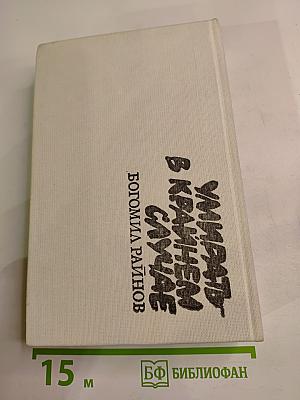 УМИРАТЬ
В КРАЙНЕМ
СЛУЧАЕ
БОГОМИЛ РАЙНОВ
15 м
БФ БИБЛИОФАН